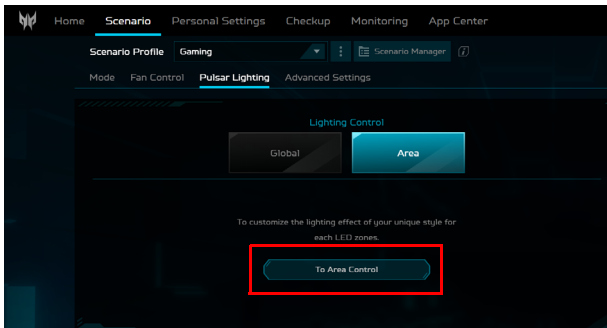 Home Scenario Personal Settings Checkup Monitoring App Center
Scenario Profile Gaming Scenario Manager i
Mode Fan Control Pulsar Lighting Advanced Settings
Lighting Control
Global Area
To customize the lighting effect of your unique style for
each LED zones.
To Area Control